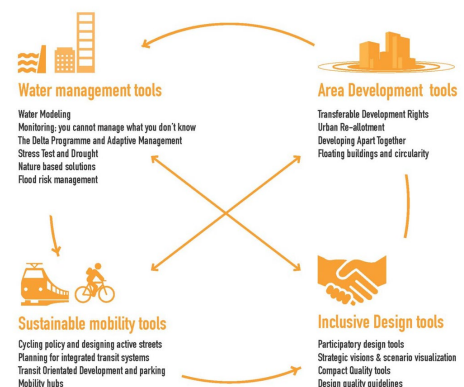 Water management tools
Water Modeling
Monitoring; you cannot manage what you don't know
The Delta Programme and Adaptive Management
Stress Test and Drought
Nature based solutions
Flood risk management
Area Development tools
Transferable Development Rights
Urban Re-allotment
Developing Apart Together
Floating buildings and circularity
Sustainable mobility tools
Cycling policy and designing active streets
Planning for integrated transit systems
Transit Orientated Development and parking
Mobility hubs
Inclusive Design tools
Participatory design tools
Strategic visions & scenario visualization
Compact Quality tools
Design quality guidelines